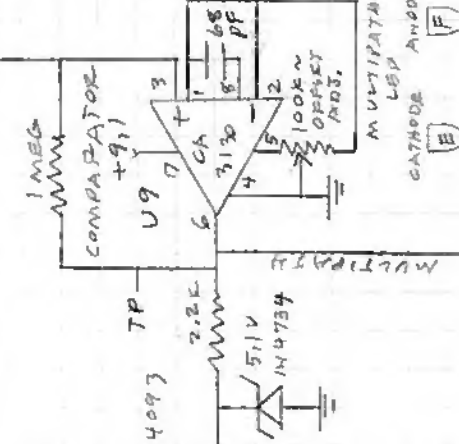 1 MEG
COMPARATOR
+9,1
U9
TP
4093
2.2K
5.1V
1N4734
3
7
6
4
1
8
2
5
+
-
CA
3130
68
PF
100K~
OFFSET
ADJ.
MULTIPATH
MULTIPATH
LED
CATHODE
ANOD
E
F